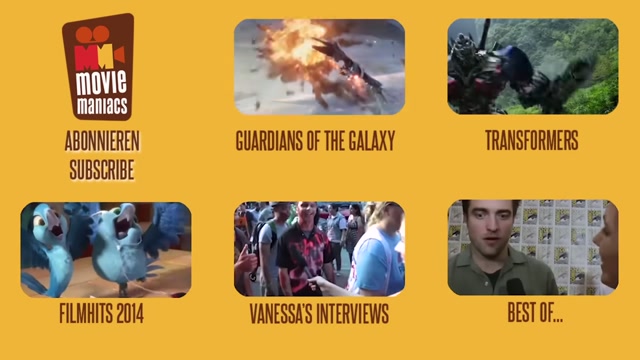 movie
maniacs
ABONNIEREN
SUBSCRIBE
GUARDIANS OF THE GALAXY
TRANSFORMERS
FILMHITS 2014
VANESSA'S INTERVIEWS
BEST OF...